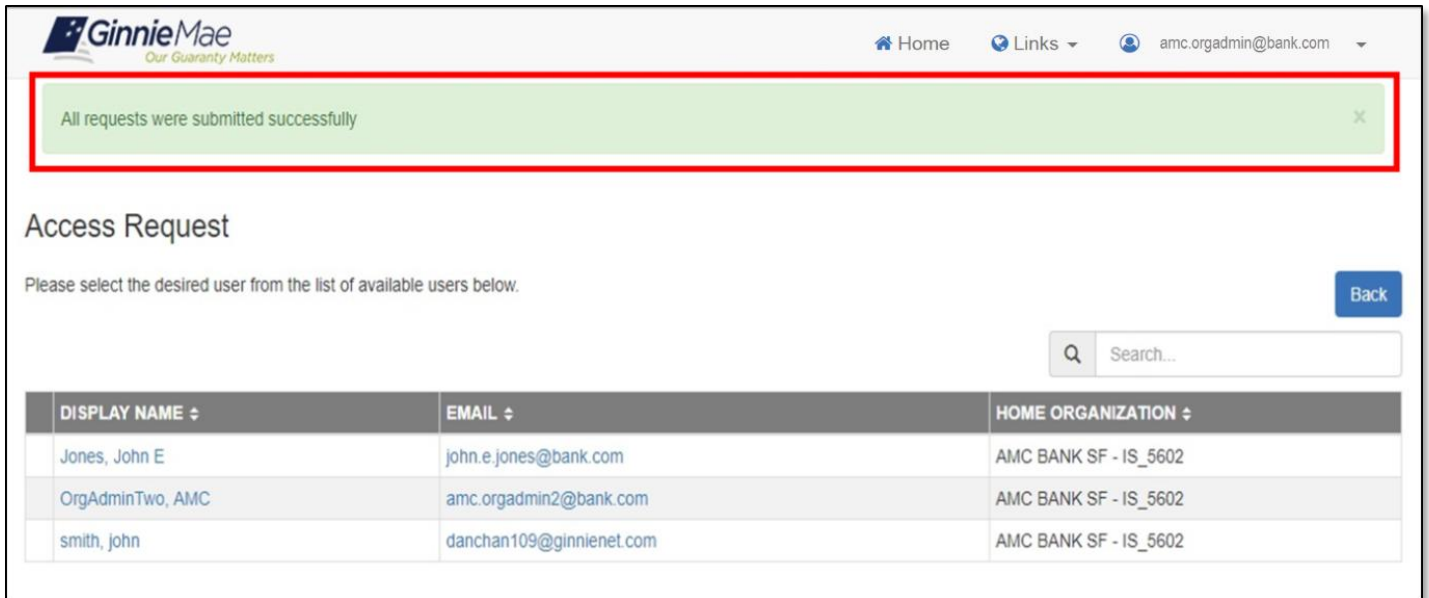 GinnieMae
Our Guaranty Matters
Home Links amc.orgadmin@bank.com
All requests were submitted successfully x
Access Request
Please select the desired user from the list of available users below.
Back
Search...
DISPLAY NAME EMAIL HOME ORGANIZATION
Jones, John E john.e.jones@bank.com AMC BANK SF - IS_5602
OrgAdminTwo, AMC amc.orgadmin2@bank.com AMC BANK SF - IS_5602
smith, john danchan109@ginnienet.com AMC BANK SF - IS_5602